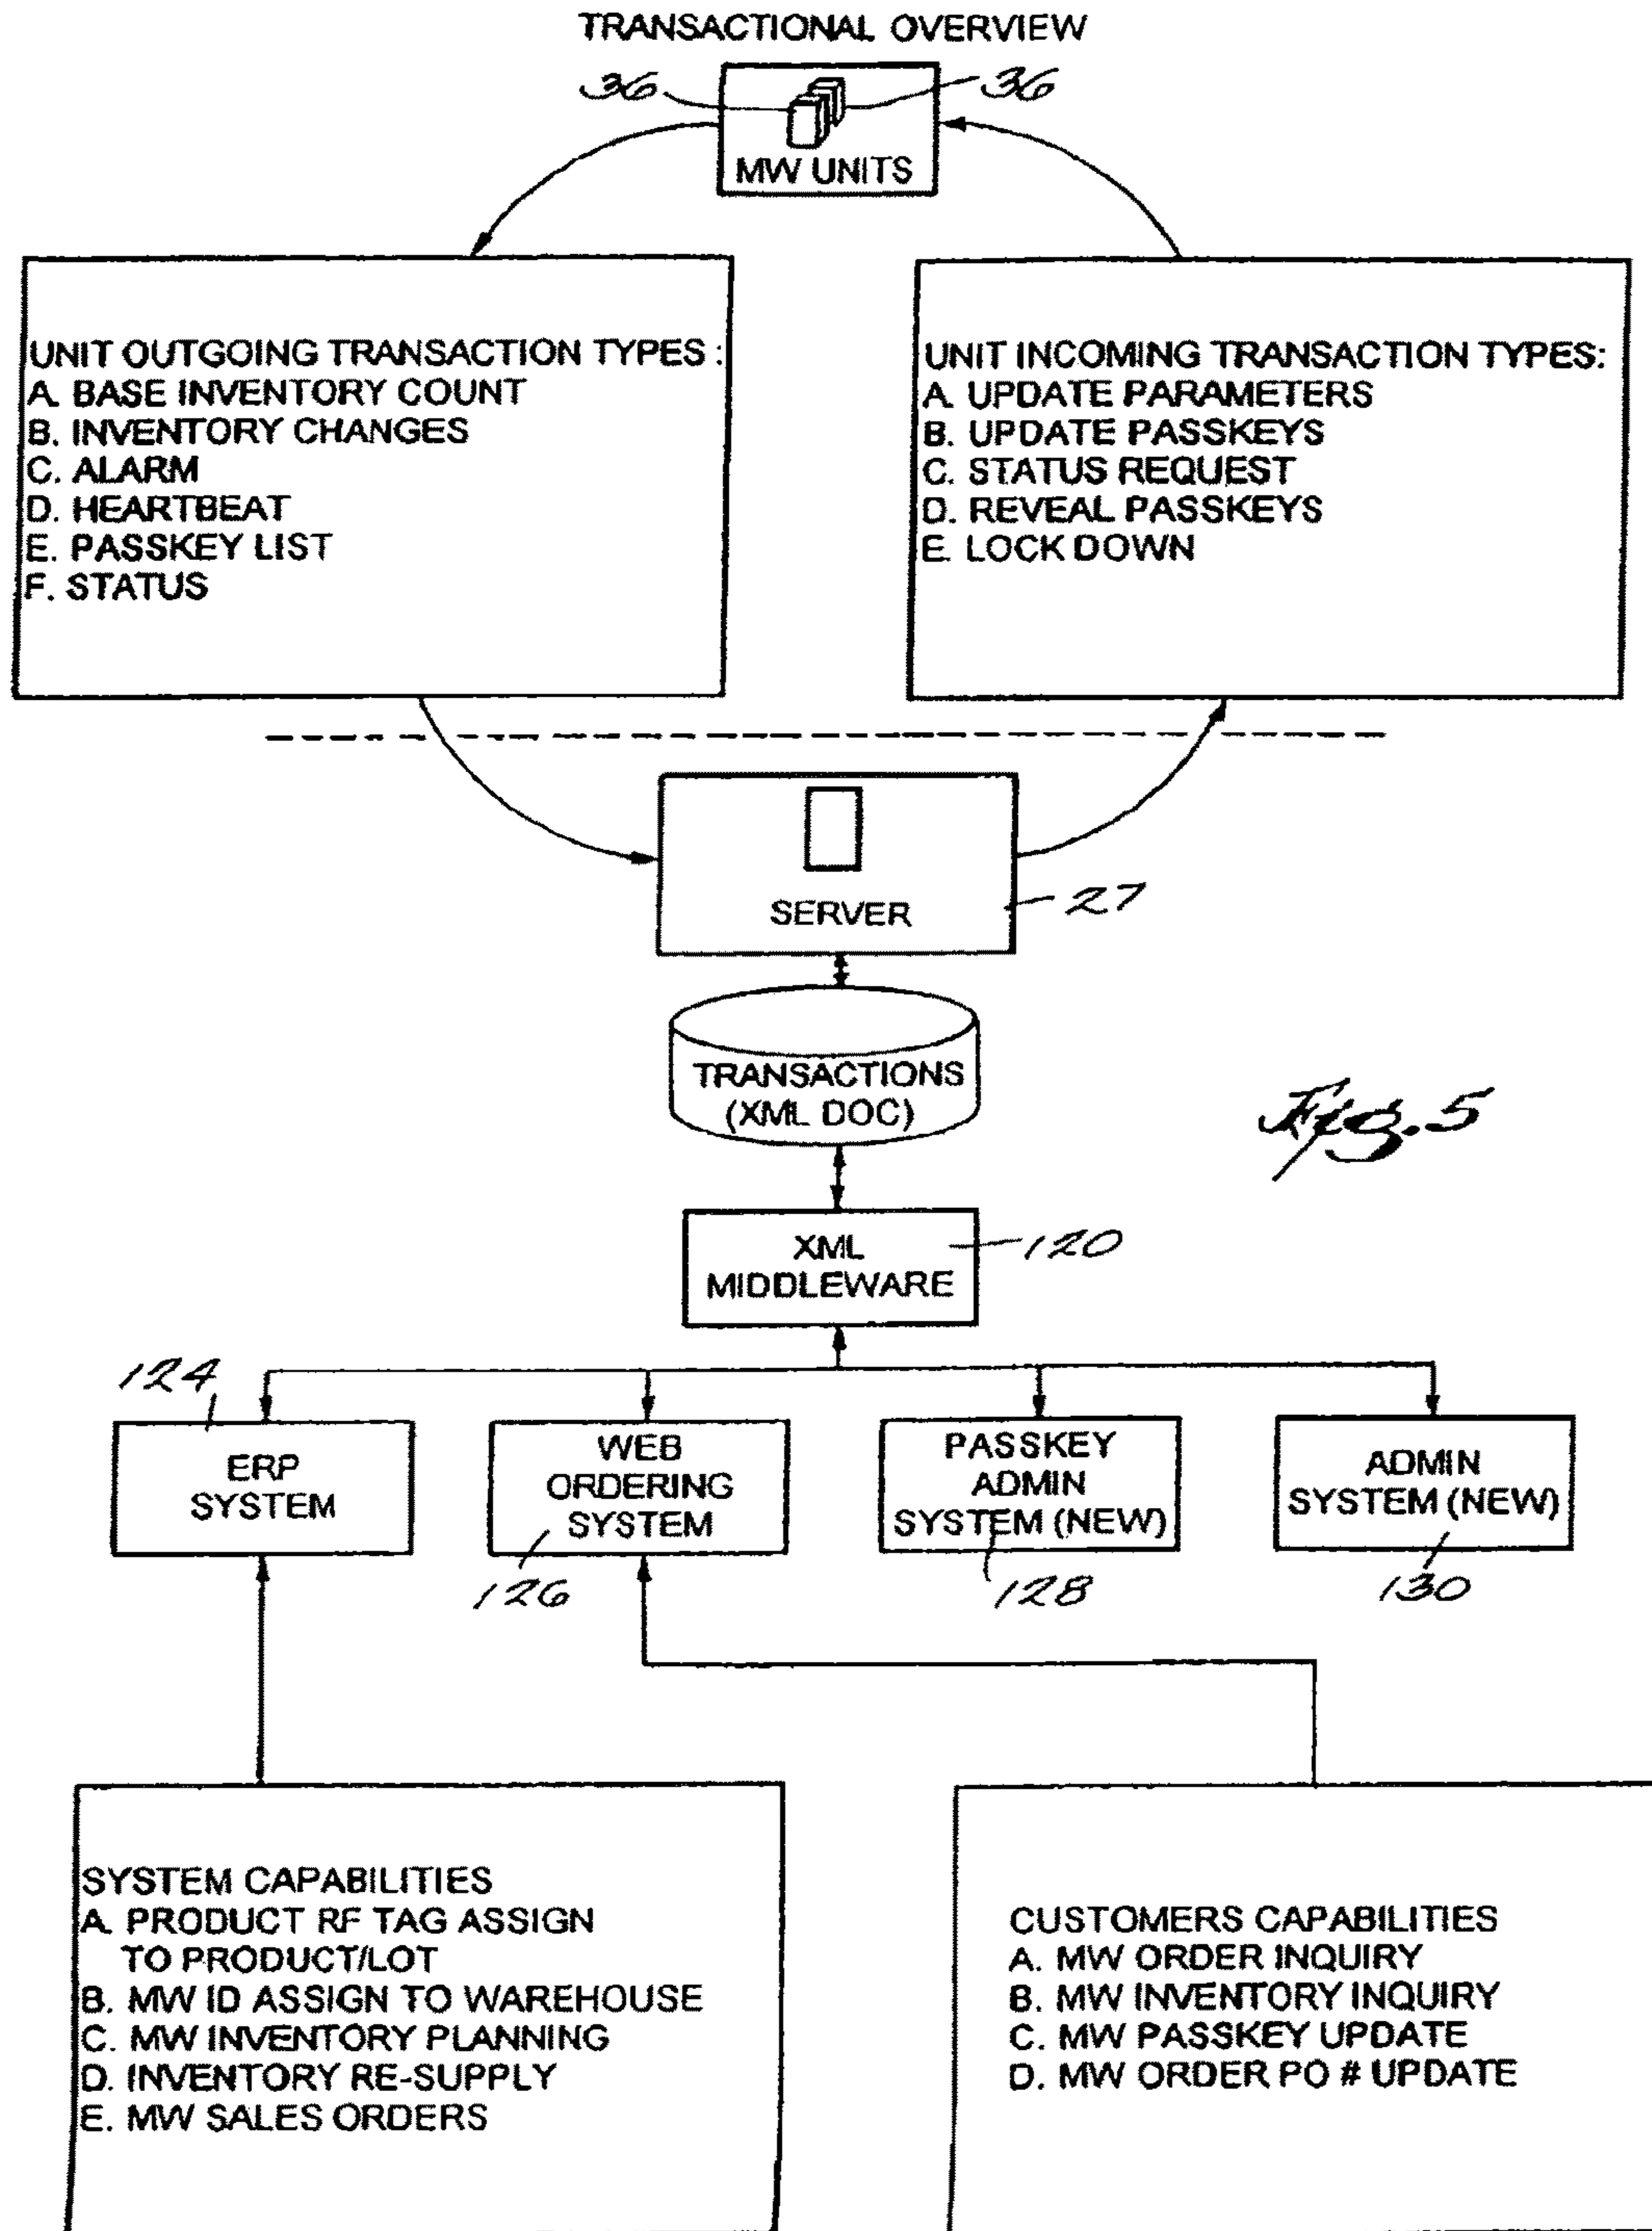 TRANSACTIONAL OVERVIEW
36 36
MW UNITS
UNIT OUTGOING TRANSACTION TYPES :
A. BASE INVENTORY COUNT
B. INVENTORY CHANGES
C. ALARM
D. HEARTBEAT
E. PASSKEY LIST
F. STATUS
UNIT INCOMING TRANSACTION TYPES:
A. UPDATE PARAMETERS
B. UPDATE PASSKEYS
C. STATUS REQUEST
D. REVEAL PASSKEYS
E. LOCK DOWN
SERVER
27
TRANSACTIONS
(XML DOC)
Fig. 5
XML
MIDDLEWARE
120
124
ERP
SYSTEM
WEB
ORDERING
SYSTEM
126
PASSKEY
ADMIN
SYSTEM (NEW)
128
ADMIN
SYSTEM (NEW)
130
SYSTEM CAPABILITIES
A. PRODUCT RF TAG ASSIGN
TO PRODUCT/LOT
B. MW ID ASSIGN TO WAREHOUSE
C. MW INVENTORY PLANNING
D. INVENTORY RE-SUPPLY
E. MW SALES ORDERS
CUSTOMERS CAPABILITIES
A. MW ORDER INQUIRY
B. MW INVENTORY INQUIRY
C. MW PASSKEY UPDATE
D. MW ORDER PO # UPDATE